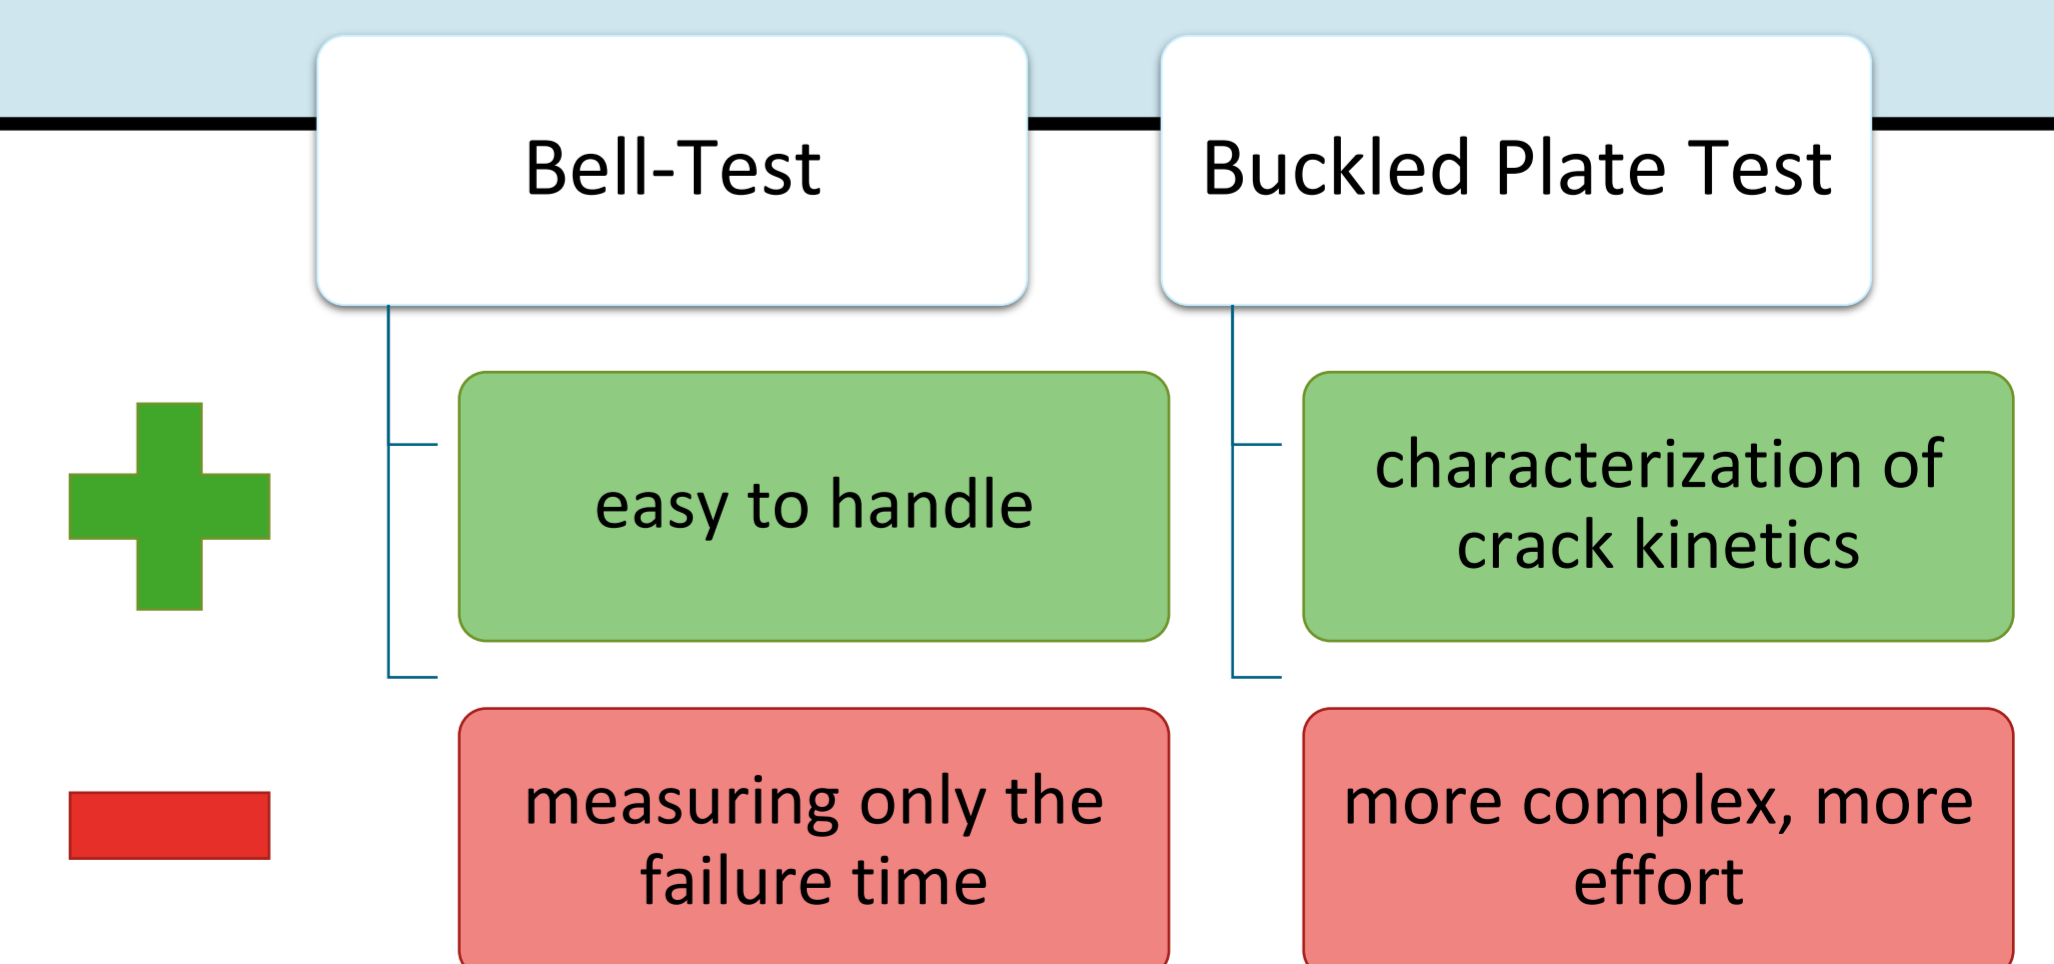 Bell-Test
Buckled Plate Test
easy to handle
characterization of
crack kinetics
measuring only the
failure time
more complex, more
effort